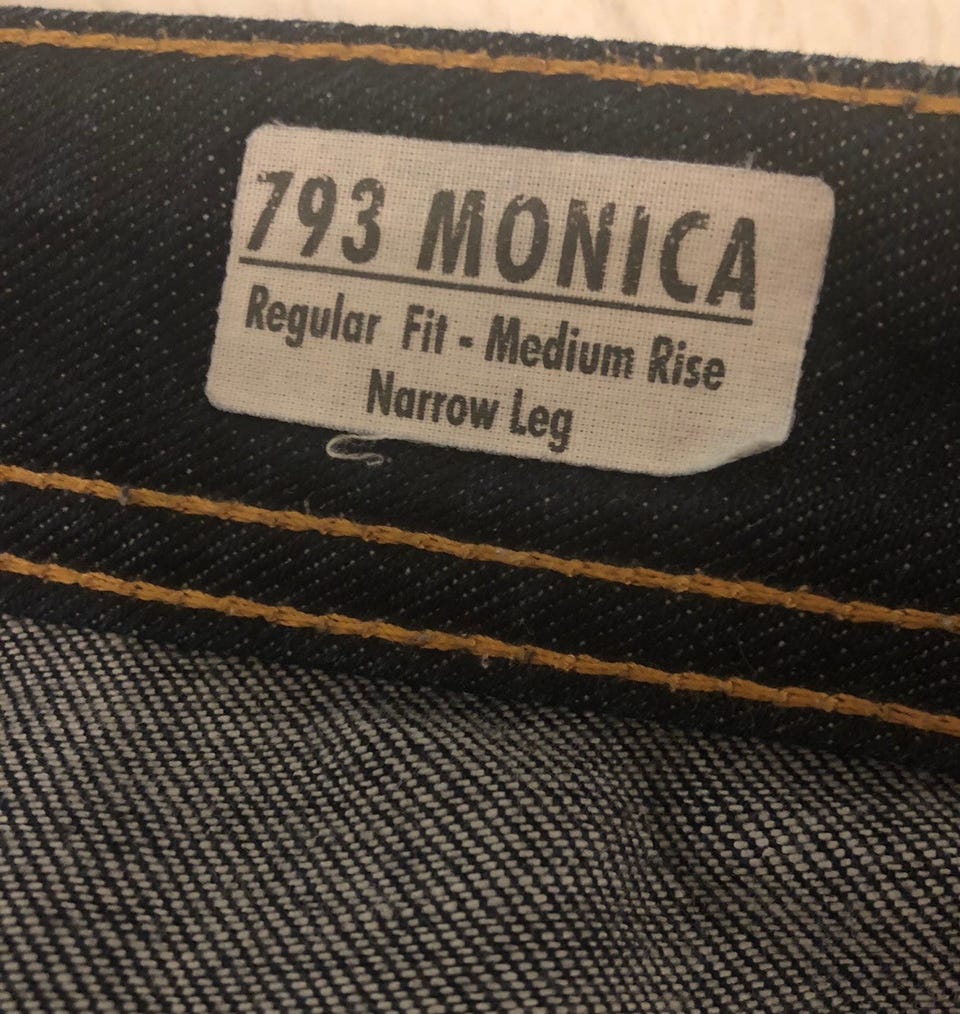 793 MONICA
Regular Fit - Medium Rise
Narrow Leg